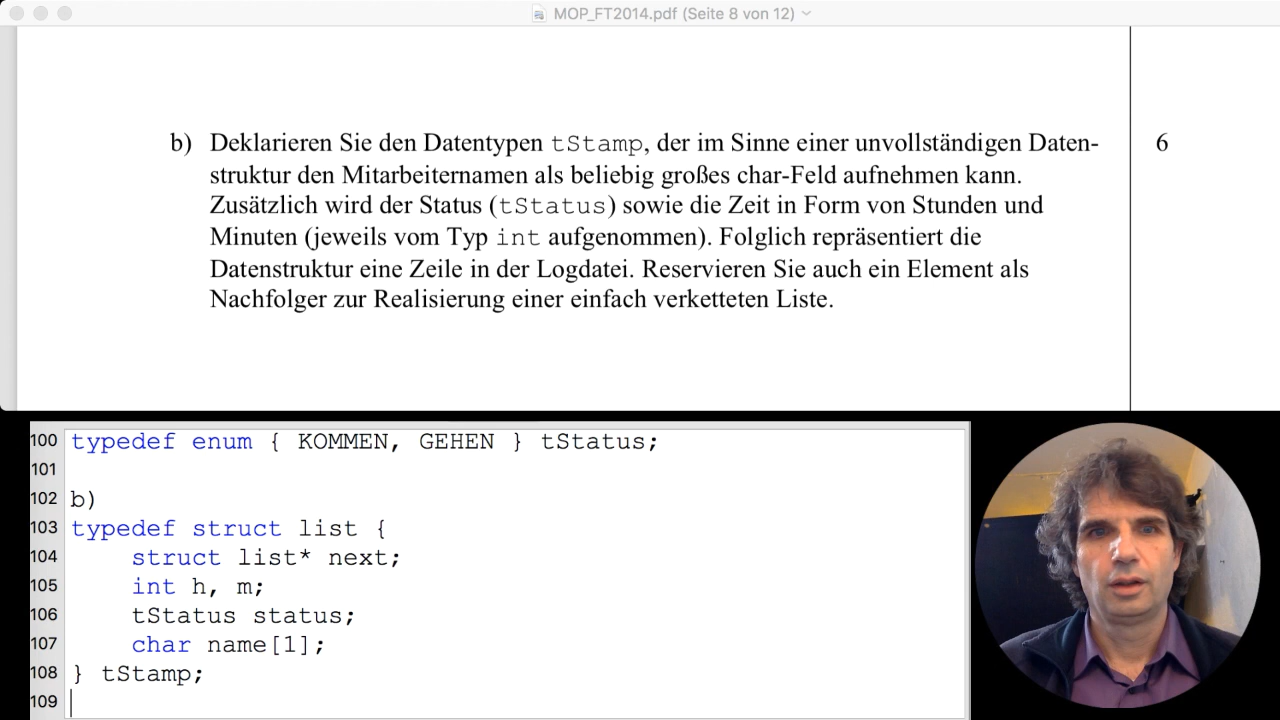 MOP_FT2014.pdf (Seite 8 von 12)
b) Deklarieren Sie den Datentypen tStamp, der im Sinne einer unvollständigen Daten- 6
struktur den Mitarbeiternamen als beliebig großes char-Feld aufnehmen kann.
Zusätzlich wird der Status (tStatus) sowie die Zeit in Form von Stunden und
Minuten (jeweils vom Typ int aufgenommen). Folglich repräsentiert die
Datenstruktur eine Zeile in der Logdatei. Reservieren Sie auch ein Element als
Nachfolger zur Realisierung einer einfach verketteten Liste.
100 typedef enum { KOMMEN, GEHEN } tStatus;
101
102 b)
103 typedef struct list {
104 struct list* next;
105 int h, m;
106 tStatus status;
107 char name[1];
108 } tStamp;
109